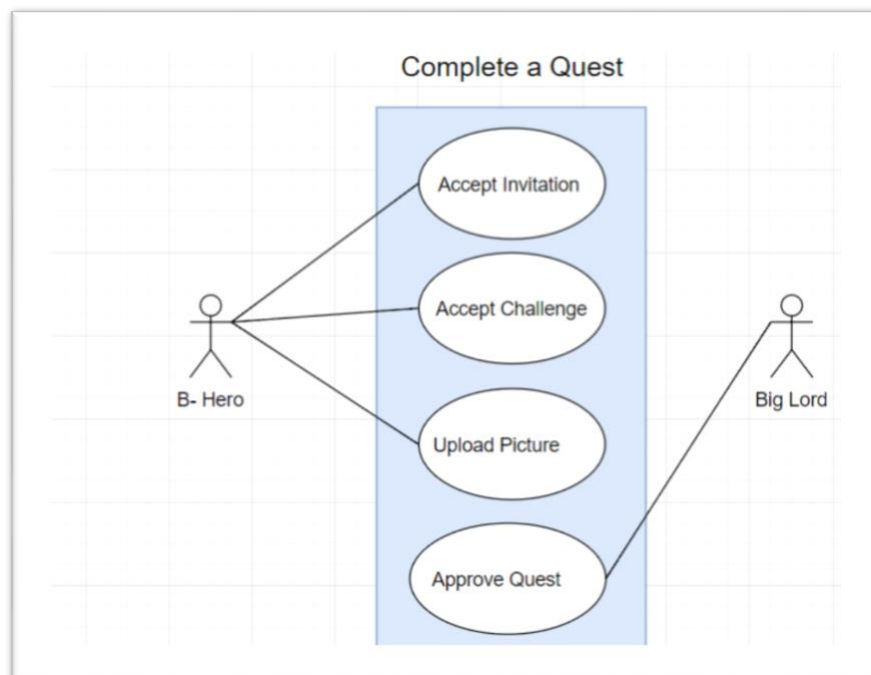 Complete a Quest
Accept Invitation
Accept Challenge
B- Hero
Big Lord
Upload Picture
Approve Quest